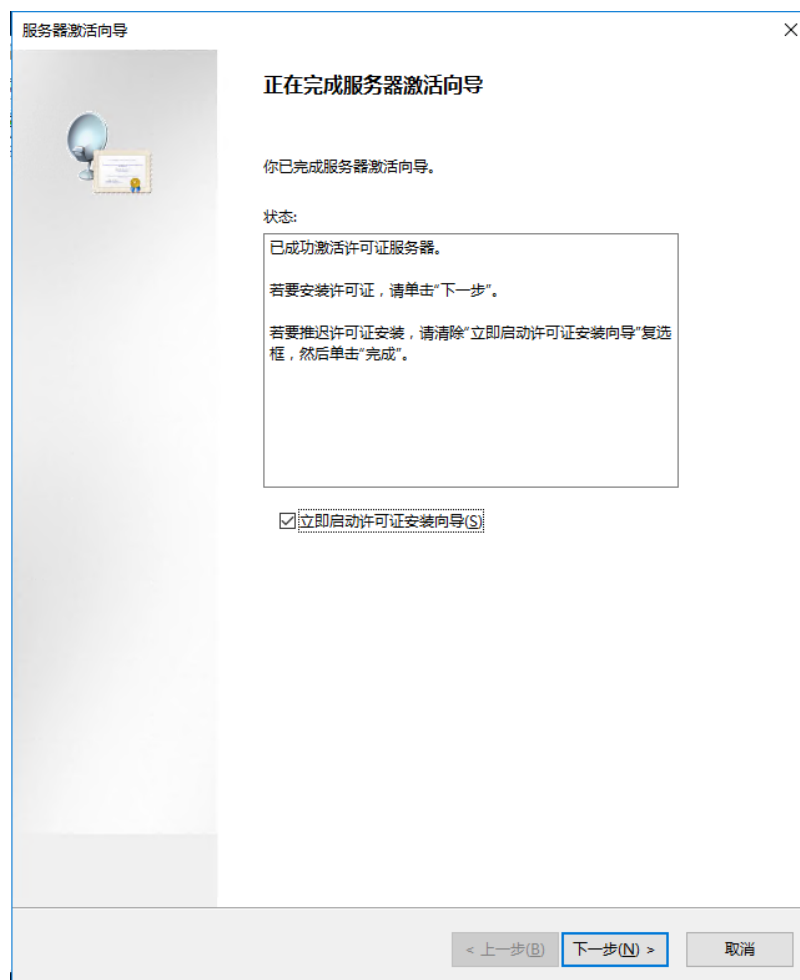 服务器激活向导
正在完成服务器激活向导
你已完成服务器激活向导。
状态:
已成功激活许可证服务器。
若要安装许可证，请单击“下一步”。
若要推迟许可证安装，请清除“立即启动许可证安装向导”复选
框，然后单击“完成”。
立即启动许可证安装向导(S)
< 上一步(B)
下一步(N) >
取消